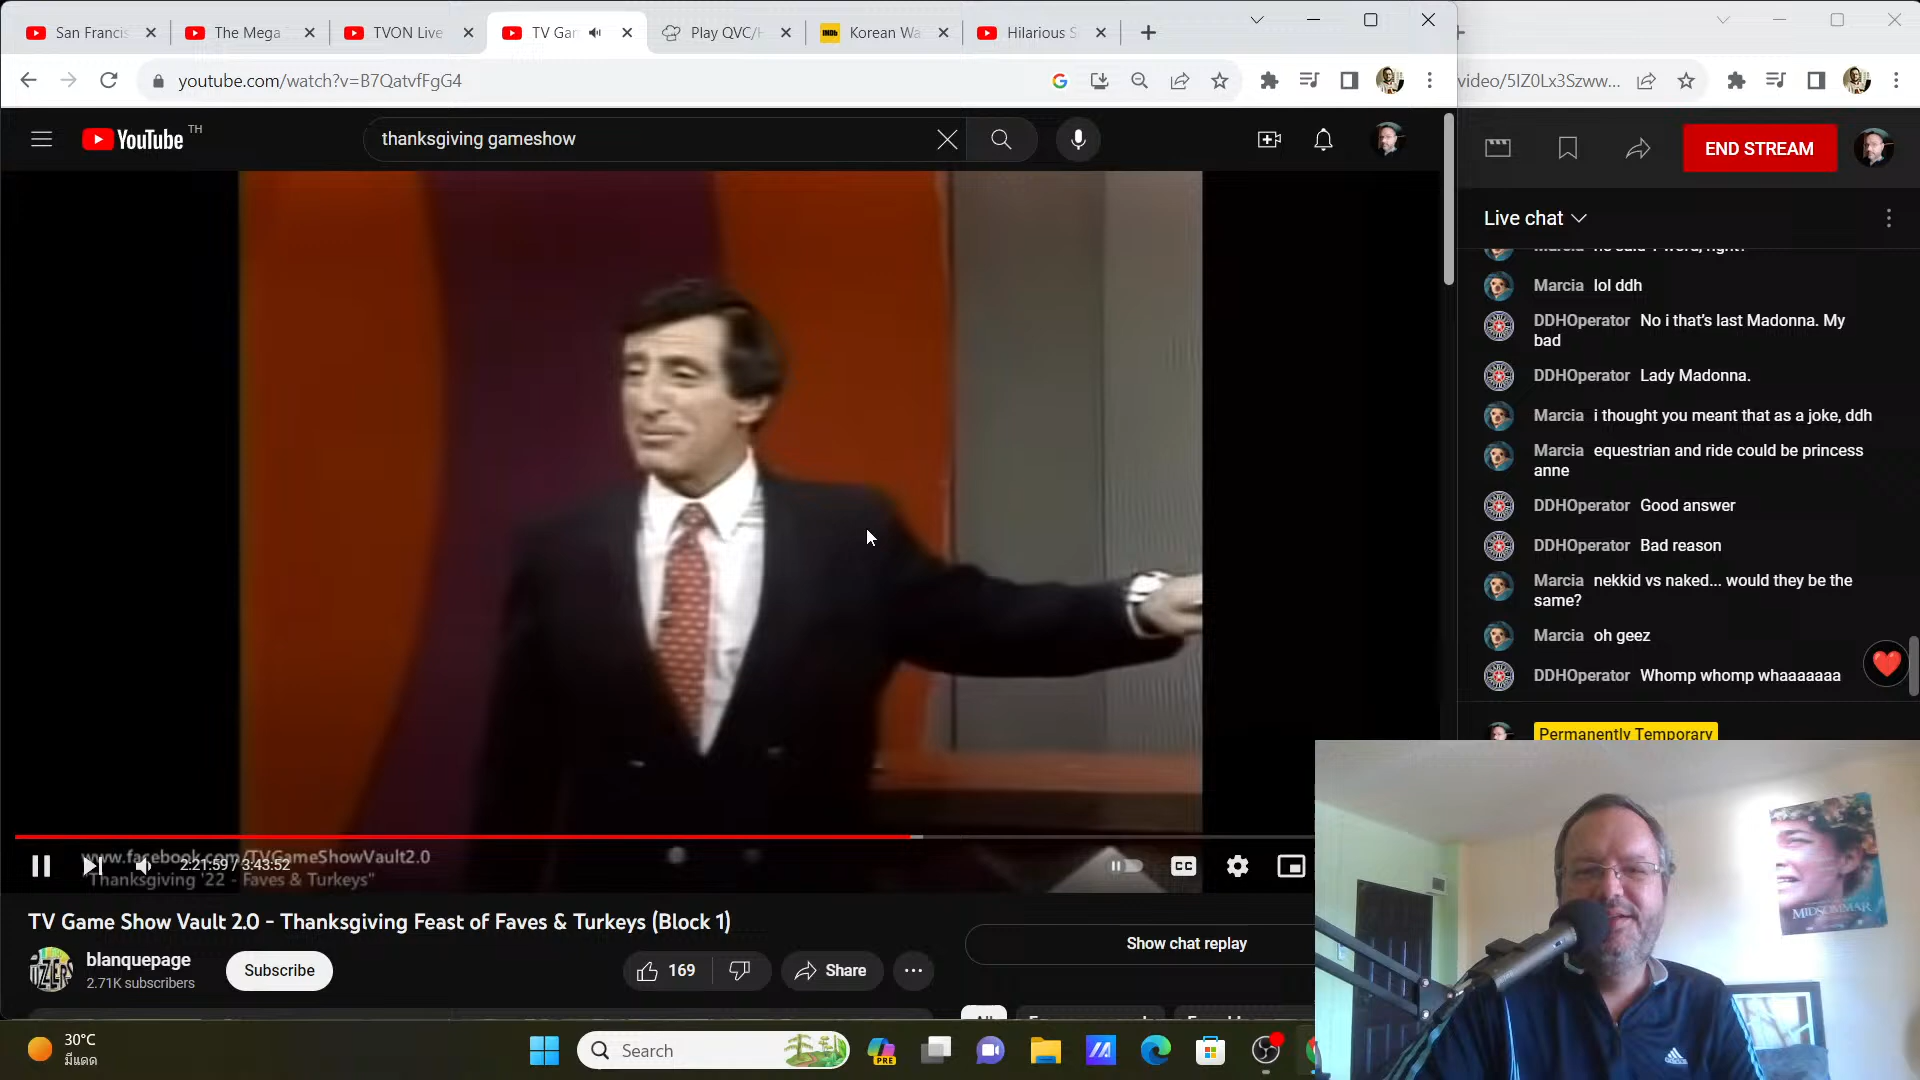 San Francis
The Mega
TVON Live
TV Gar
Play QVC/H
Korean Wa
Hilarious S
youtube.com/watch?v=B7QatvfFgG4
video/5IZ0Lx3Szww...
YouTube TH
thanksgiving gameshow
END STREAM
Live chat
Marcia lol ddh
DDHOperator No i that's last Madonna. My
bad
DDHOperator Lady Madonna.
Marcia i thought you meant that as a joke, ddh
Marcia equestrian and ride could be princess
anne
DDHOperator Good answer
DDHOperator Bad reason
Marcia nekkid vs naked... would they be the
same?
Marcia oh geez
DDHOperator Whomp whomp whaaaaaaa
Permanently Temporary
www.facebook.com/TVGameShowVault2.0
2:21:59 / 3:43:52
"Thanksgiving '22 - Faves & Turkeys"
CC
TV Game Show Vault 2.0 - Thanksgiving Feast of Faves & Turkeys (Block 1)
blanquepage
2.71K subscribers
Subscribe
169
Share
Show chat replay
MIDSOMMAR
30°C
มีแดด
Search
PRE
adidas